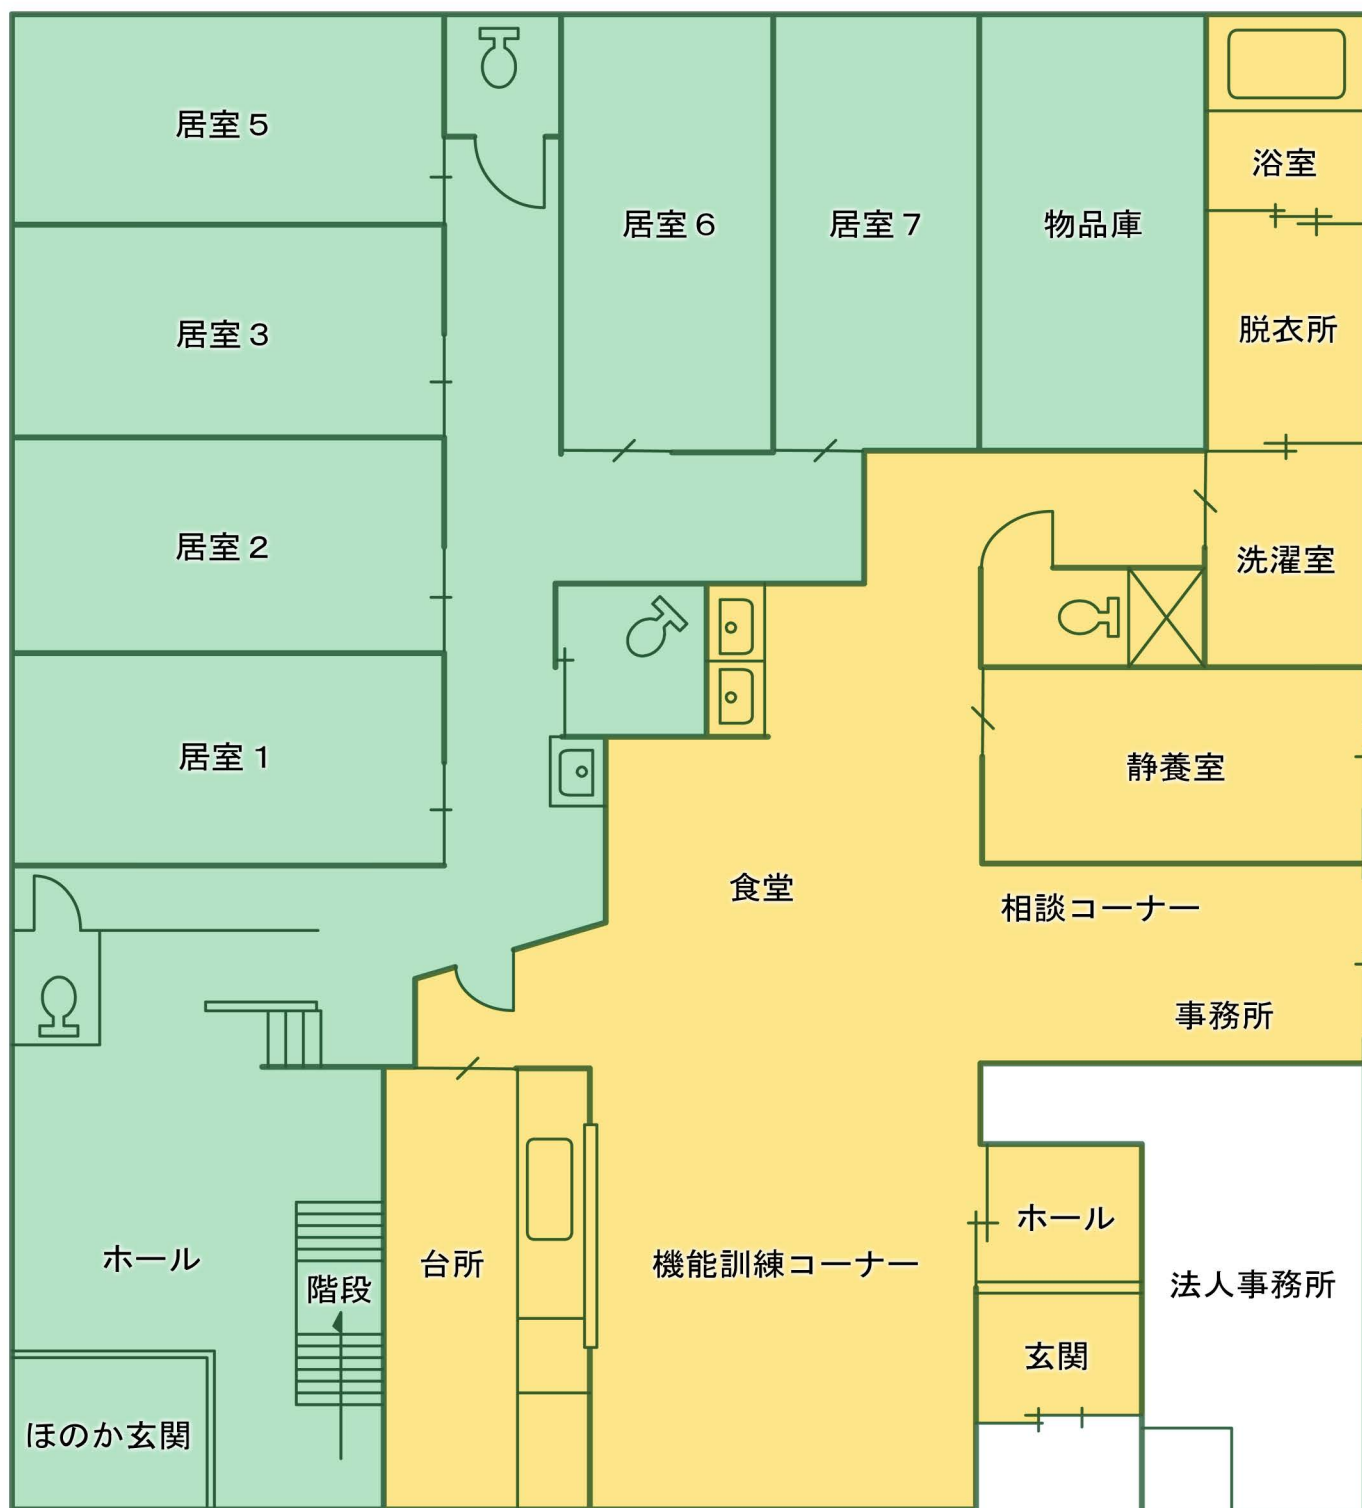 居室５
居室６
居室７
物品庫
浴室
居室３
脱衣所
居室２
洗濯室
居室１
静養室
食堂
相談コーナー
事務所
ホール
階段
台所
機能訓練コーナー
ホール
法人事務所
玄関
ほのか玄関